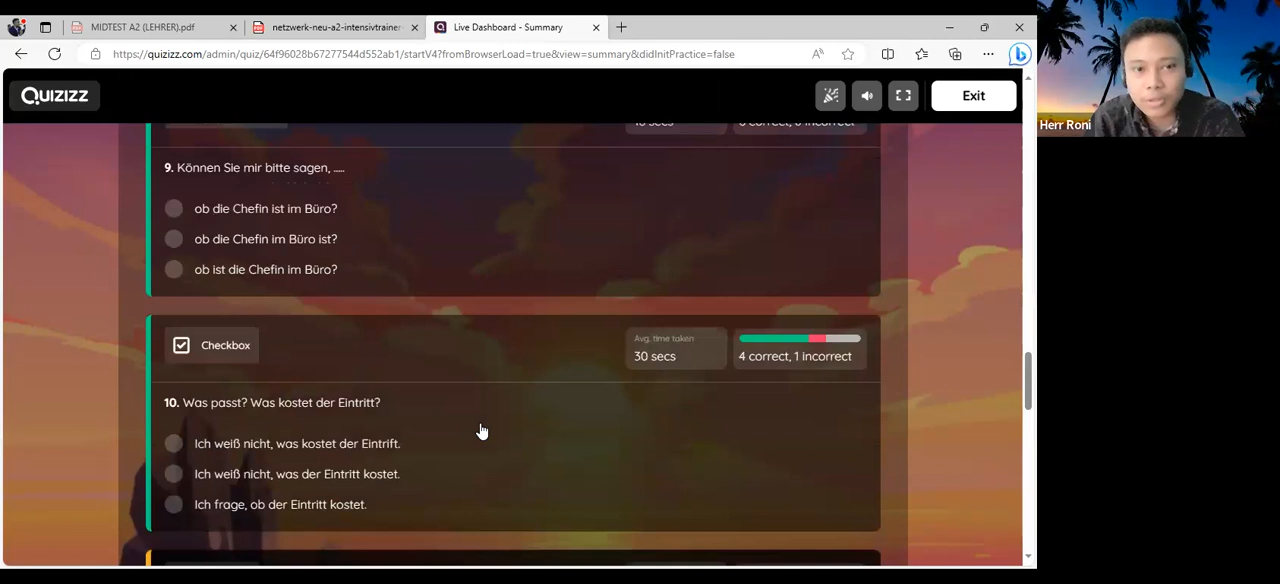 MIDTEST A2 (LEHRER).pdf
netzwerk-neu-a2-intensivtrainer-
Live Dashboard - Summary
https://quizizz.com/admin/quiz/64f96028b67277544d552ab1/startV4?fromBrowserLoad=true&view=summary&didInitPractice=false
QUIZIZZ
Exit
Herr Roni
9. Können Sie mir bitte sagen, .....
ob die Chefin ist im Büro?
ob die Chefin im Büro ist?
ob ist die Chefin im Büro?
Checkbox
Avg. time taken
30 secs
4 correct, 1 incorrect
10. Was passt? Was kostet der Eintritt?
Ich weiß nicht, was kostet der Eintrift.
Ich weiß nicht, was der Eintritt kostet.
Ich frage, ob der Eintritt kostet.